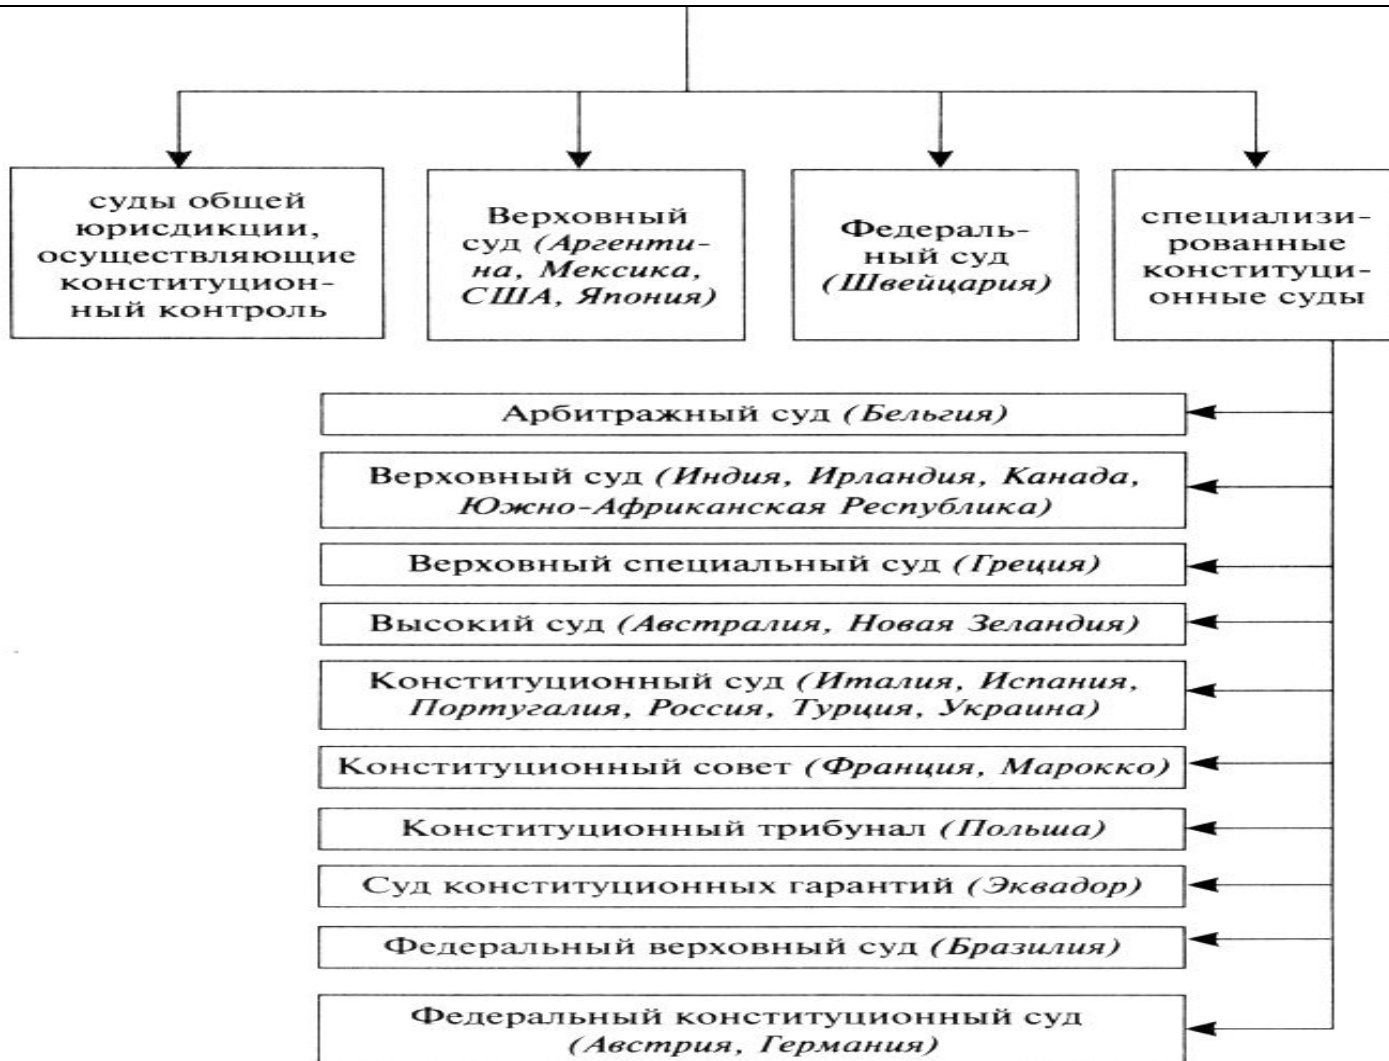 суды общей
юрисдикции,
осуществляющие
конституцион-
ный контроль
Верховный
суд (Аргенти-
на, Мексика,
США, Япония)
Федераль-
ный суд
(Швейцария)
специализи-
рованные
конституци-
онные суды
Арбитражный суд (Бельгия)
Верховный суд (Индия, Ирландия, Канада,
Южно-Африканская Республика)
Верховный специальный суд (Греция)
Высокий суд (Австралия, Новая Зеландия)
Конституционный суд (Италия, Испания,
Португалия, Россия, Турция, Украина)
Конституционный совет (Франция, Марокко)
Конституционный трибунал (Польша)
Суд конституционных гарантий (Эквадор)
Федеральный верховный суд (Бразилия)
Федеральный конституционный суд
(Австрия, Германия)